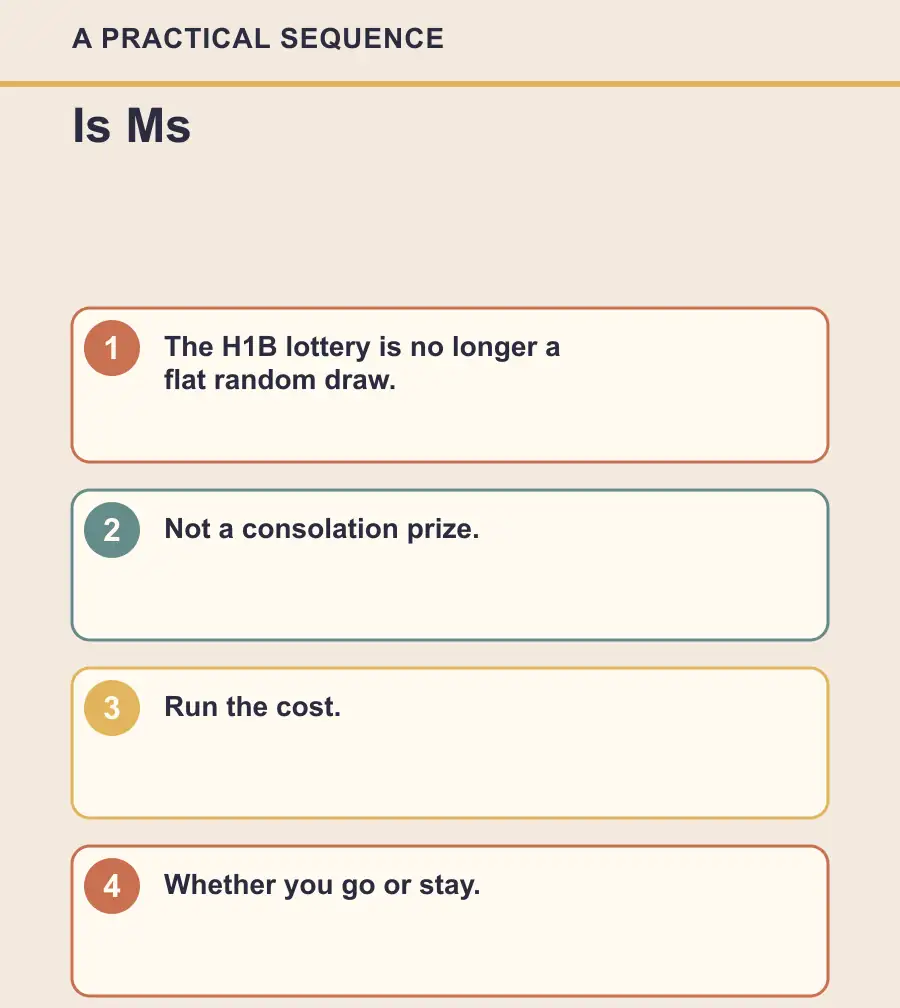 A PRACTICAL SEQUENCE
Is Ms
1
The H1B lottery is no longer a
flat random draw.
2
Not a consolation prize.
3
Run the cost.
4
Whether you go or stay.